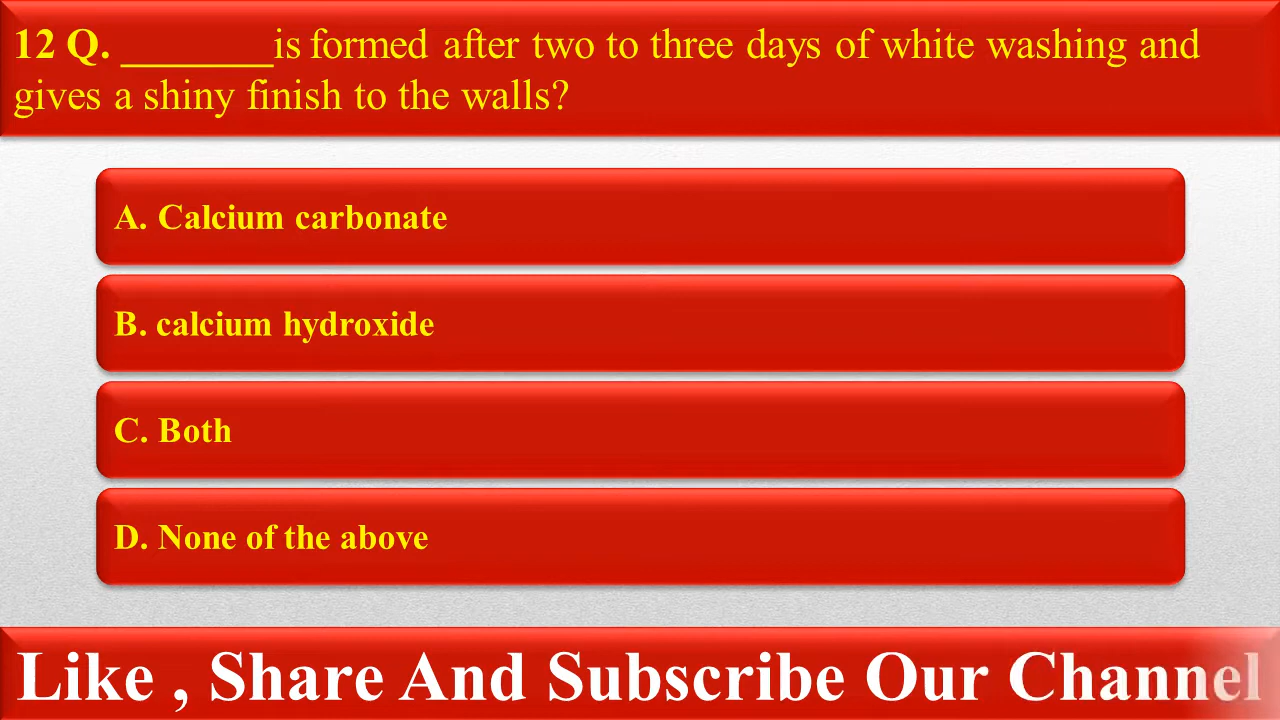 12 Q. _______is formed after two to three days of white washing and
gives a shiny finish to the walls?
A. Calcium carbonate
B. calcium hydroxide
C. Both
D. None of the above
Like , Share And Subscribe Our Channel